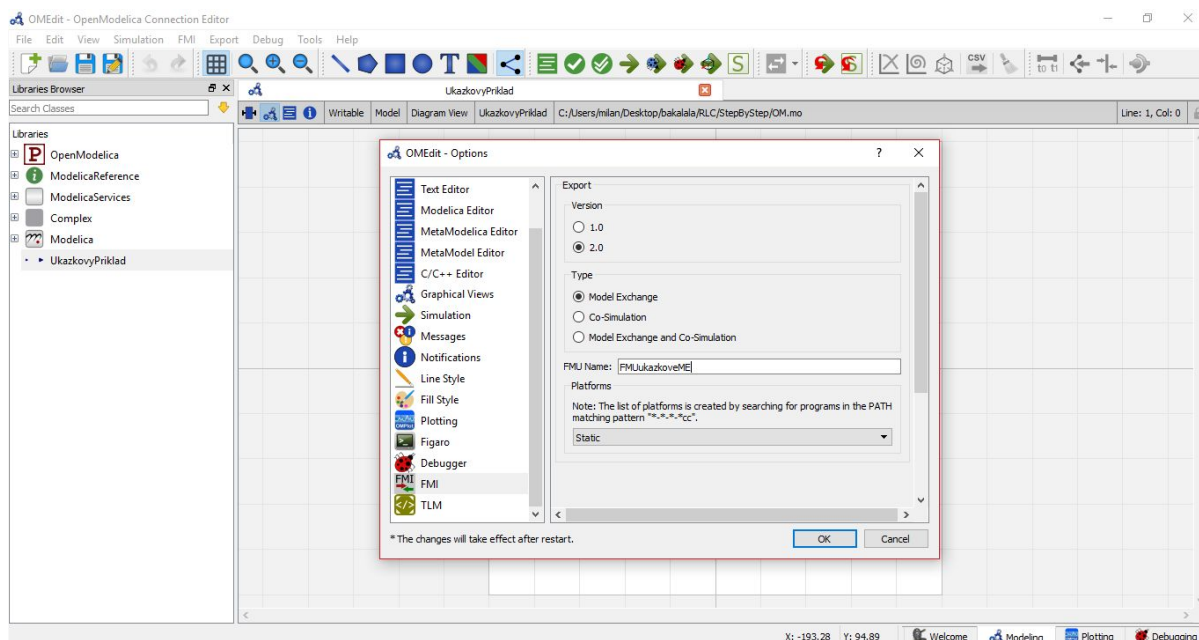 OMEdit - OpenModelica Connection Editor
File Edit View Simulation FMI Export Debug Tools Help
T
S
S
CSV
to t1
Libraries Browser
UkazkovyPriklad
Search Classes
Writable Model Diagram View UkazkovyPriklad C:/Users/milan/Desktop/bakalala/RLC/StepByStep/OM.mo Line: 1, Col: 0
Libraries
P OpenModelica
i ModelicaReference
ModelicaServices
Complex
Modelica
UkazkovyPriklad
OMEdit - Options ? ×
Text Editor
Modelica Editor
MetaModelica Editor
MetaModel Editor
C/C++ Editor
Graphical Views
Simulation
Messages
Notifications
Line Style
Fill Style
Plotting
Figaro
Debugger
FMI FMI
TLM
Export
Version
1.0
2.0
Type
Model Exchange
Co-Simulation
Model Exchange and Co-Simulation
FMU Name: FMUukazkoveME
Platforms
Note: The list of platforms is created by searching for programs in the PATH
matching pattern "*-*-*-*cc".
Static
* The changes will take effect after restart.
OK Cancel
X: -193.28 Y: 94.89 Welcome Modeling Plotting Debugging